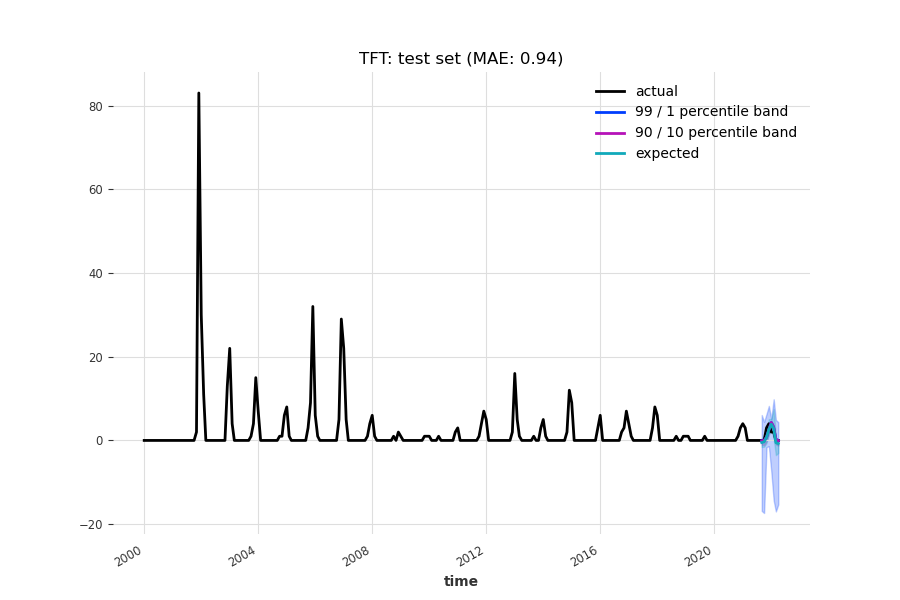 TFT: test set (MAE: 0.94)
actual
99 / 1 percentile band
90 / 10 percentile band
expected
80
60
40
20
0
−20
2000
2004
2008
2012
2016
2020
time